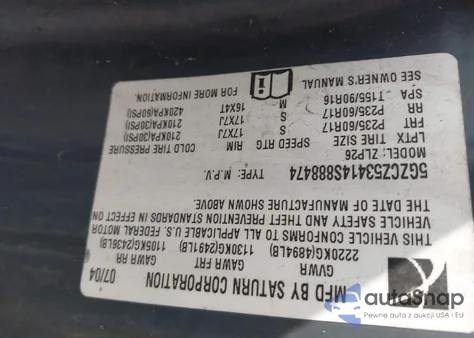 MFD BY SATURN CORPORATION
07/04
GVWR GAWR FRT GAWR RR
2220KG(4894LB) 1130KG(2491LB) 1105KG(2436LB)
THIS VEHICLE CONFORMS TO ALL APPLICABLE U.S. FEDERAL MOTOR
VEHICLE SAFETY AND THEFT PREVENTION STANDARDS IN EFFECT ON
THE DATE OF MANUFACTURE SHOWN ABOVE.
5GZCZ53414S888474 TYPE: M.P.V.
MODEL: ZLP26
LPTX TIRE SIZE SPEED RTG RIM COLD TIRE PRESSURE
FRT P235/60R17 S 17X7J 210KPA(30PSI)
RR P235/60R17 S 17X7J 210KPA(30PSI)
SPA - T155/90R16 M 16X4T 420KPA(60PSI)
SEE OWNER'S MANUAL FOR MORE INFORMATION.
autoSnap
Pewne auta z aukcji USA i EU